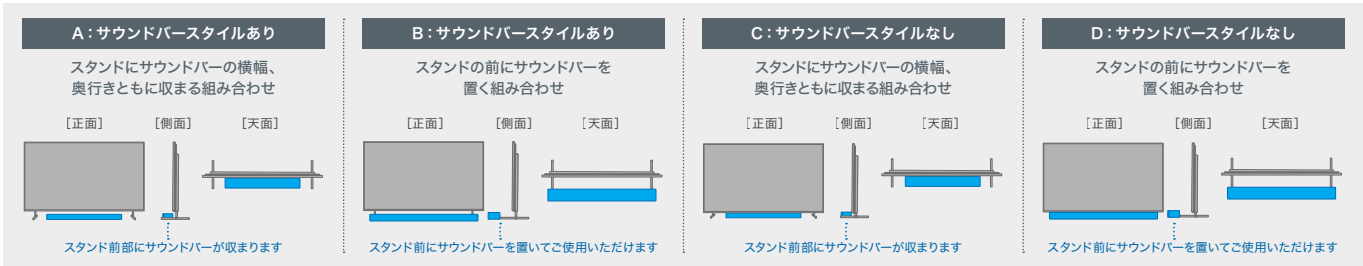 A：サウンドバースタイルあり
スタンドにサウンドバーの横幅、
奥行きともに収まる組み合わせ
［正面］ ［側面］ ［天面］
スタンド前部にサウンドバーが収まります
B：サウンドバースタイルあり
スタンドの前にサウンドバーを
置く組み合わせ
［正面］ ［側面］ ［天面］
スタンド前にサウンドバーを置いてご使用いただけます
C：サウンドバースタイルなし
スタンドにサウンドバーの横幅、
奥行きともに収まる組み合わせ
［正面］ ［側面］ ［天面］
スタンド前部にサウンドバーが収まります
D：サウンドバースタイルなし
スタンドの前にサウンドバーを
置く組み合わせ
［正面］ ［側面］ ［天面］
スタンド前にサウンドバーを置いてご使用いただけます